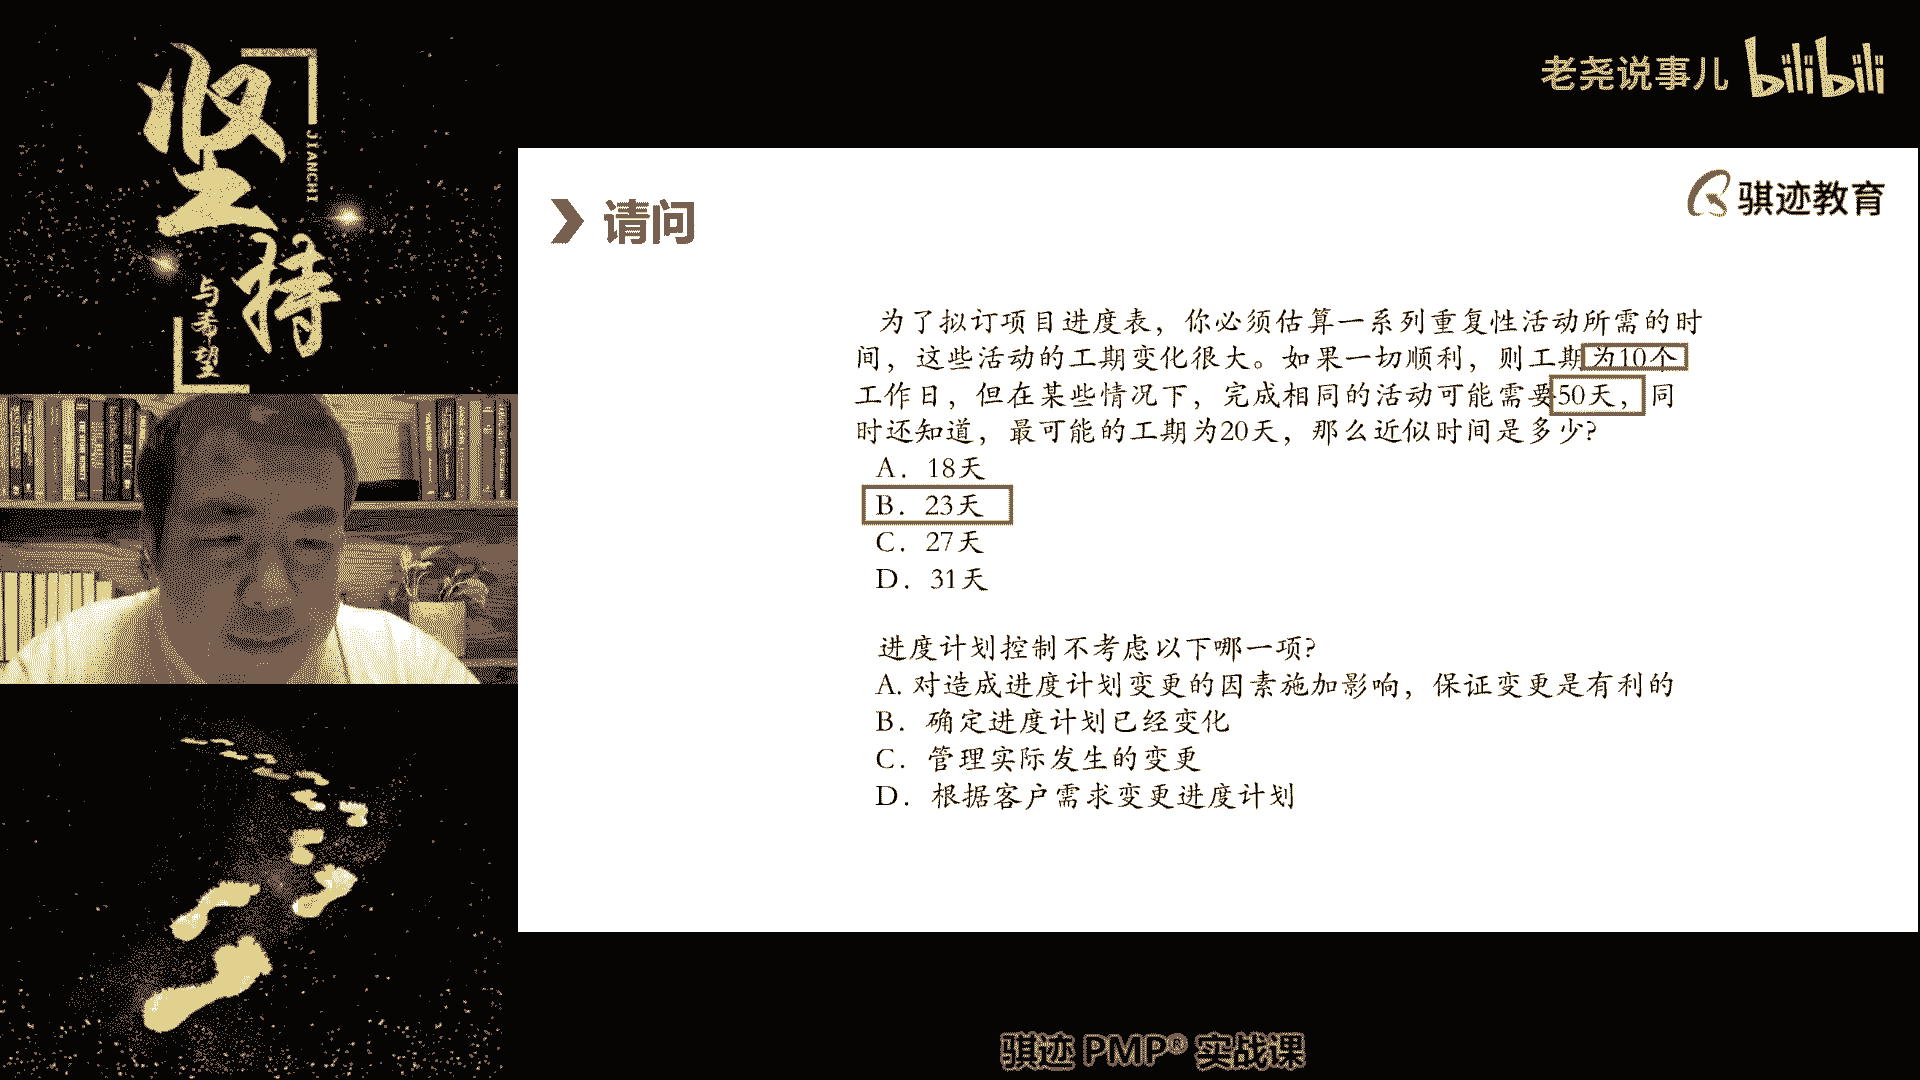 坚
持
JIANCHI
与希望
老尧说事儿 bilibili
骐迹教育
请问
为了拟订项目进度表，你必须估算一系列重复性活动所需的时
间，这些活动的工期变化很大。如果一切顺利，则工期为10个
工作日，但在某些情况下，完成相同的活动可能需要50天，同
时还知道，最可能的工期为20天，那么近似时间是多少?
A．18天
B．23天
C．27天
D．31天
进度计划控制不考虑以下哪一项?
A. 对造成进度计划变更的因素施加影响，保证变更是有利的
B．确定进度计划已经变化
C．管理实际发生的变更
D．根据客户需求变更进度计划
骐迹 PMP® 实战课